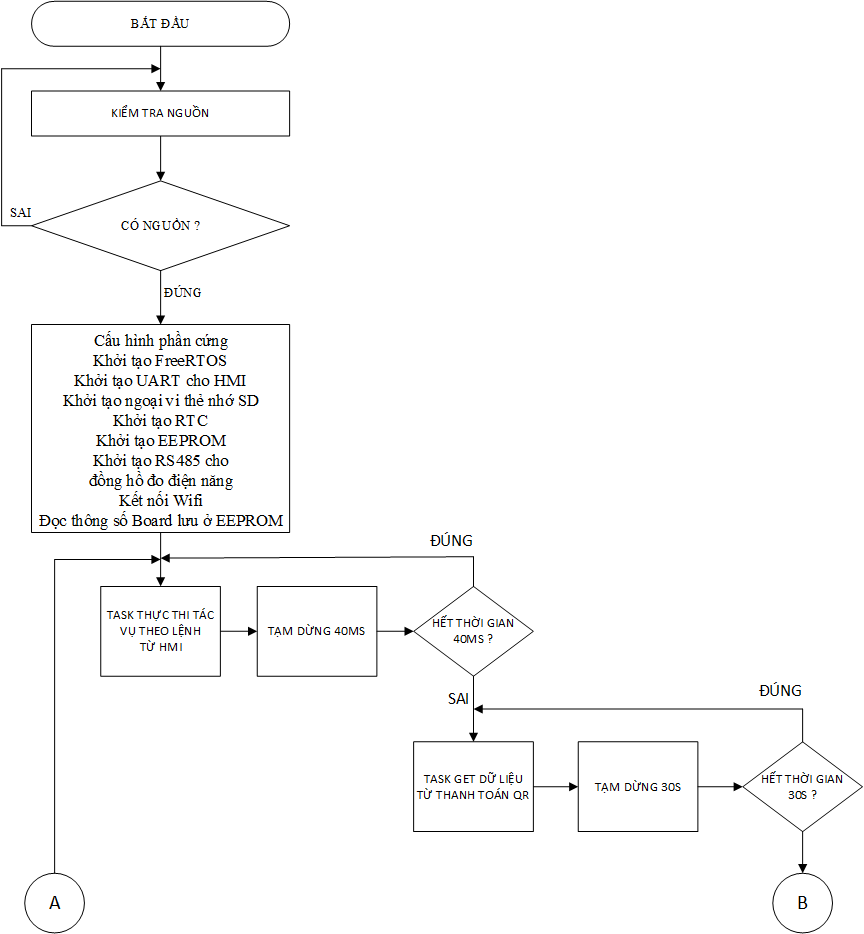 BẮT ĐẦU
KIỂM TRA NGUỒN
CÓ NGUỒN ?
SAI
ĐÚNG
Cấu hình phần cứng
Khởi tạo FreeRTOS
Khởi tạo UART cho HMI
Khởi tạo ngoại vi thẻ nhớ SD
Khởi tạo RTC
Khởi tạo EEPROM
Khởi tạo RS485 cho
đồng hồ đo điện năng
Kết nối Wifi
Đọc thông số Board lưu ở EEPROM
ĐÚNG
TASK THỰC THI TÁC
VỤ THEO LỆNH
TỪ HMI
TẠM DỪNG 40MS
HẾT THỜI GIAN
40MS ?
SAI
ĐÚNG
TASK GET DỮ LIỆU
TỪ THANH TOÁN QR
TẠM DỪNG 30S
HẾT THỜI GIAN
30S ?
A
B